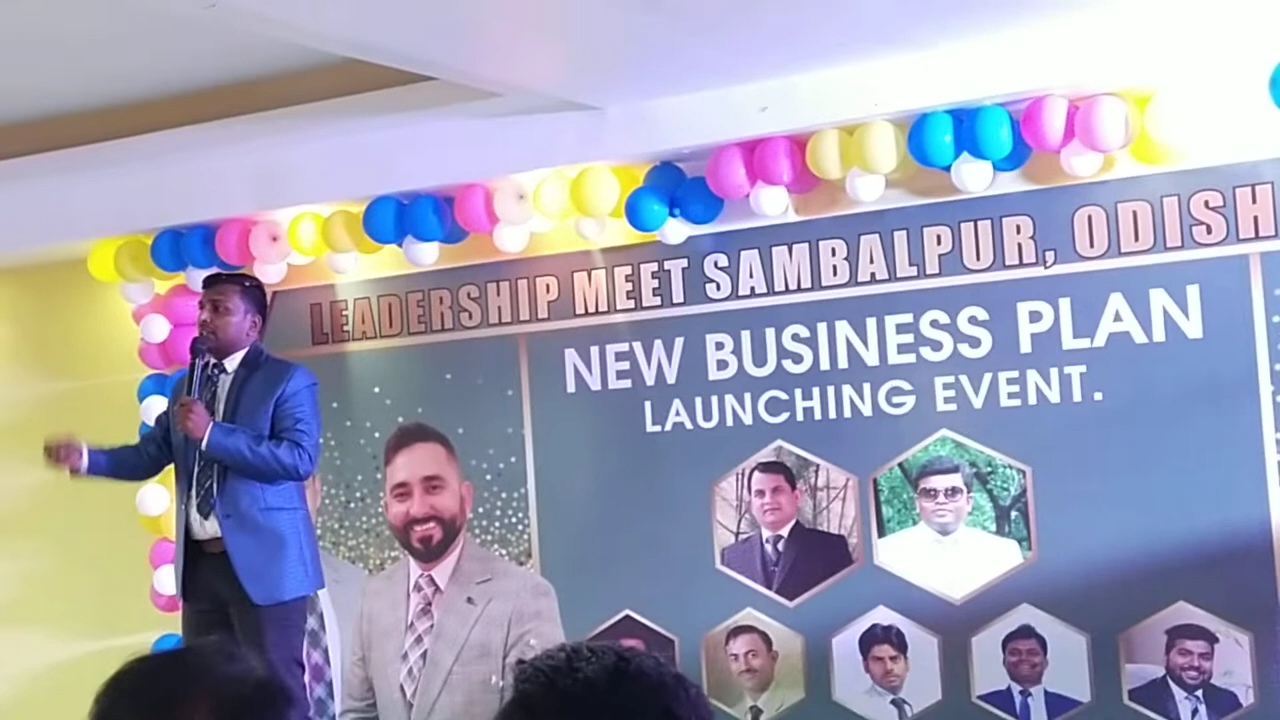 LEADERSHIP MEET SAMBALPUR, ODISH
NEW BUSINESS PLAN
LAUNCHING EVENT.